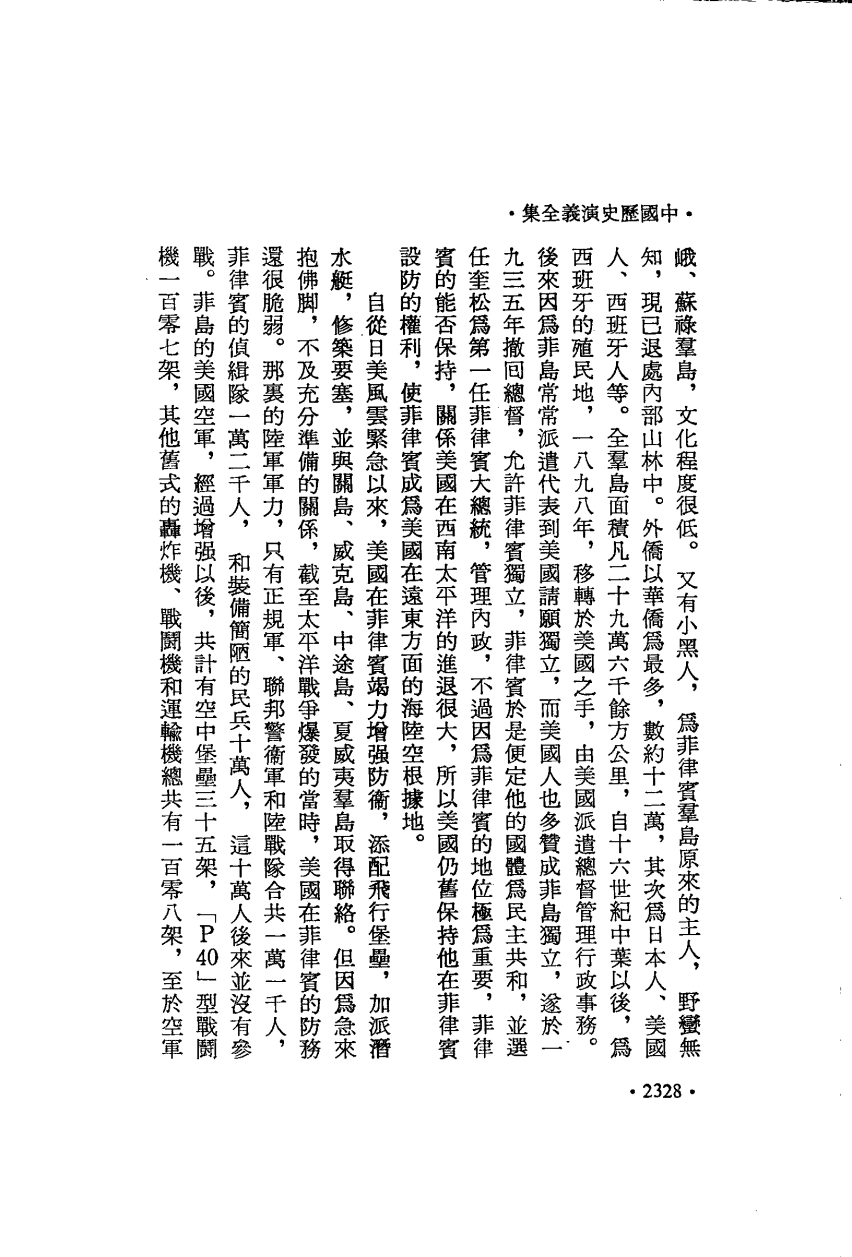 ·中國歷史演義全集·
峨、蘇祿羣島，文化程度很低。又有小黑人，爲菲律賓羣島原來的主人，野蠻無
知，現已退處內部山林中。外僑以華僑爲最多，數約十二萬，其次爲日本人、美國
人、西班牙人等。全羣島面積凡二十九萬六千餘方公里，自十六世紀中葉以後，爲
西班牙的殖民地，一八九八年，移轉於美國之手，由美國派遣總督管理行政事務。
後來因爲菲島常常派遣代表到美國請願獨立，而美國人也多贊成菲島獨立，遂於一
九三五年撤回總督，允許菲律賓獨立，菲律賓於是便定他的國體爲民主共和，並選
任奎松爲第一任菲律賓大總統，管理內政，不過因爲菲律賓的地位極爲重要，菲律
賓的能否保持，關係美國在西南太平洋的進退很大，所以美國仍舊保持他在菲律賓
設防的權利，使菲律賓成爲美國在遠東方面的海陸空根據地。
自從日美風雲緊急以來，美國在菲律賓竭力增强防衞，添配飛行堡壘，加派潛
水艇，修築要塞，並與關島、威克島、中途島、夏威夷羣島取得聯絡。但因爲急來
抱佛脚，不及充分準備的關係，截至太平洋戰爭爆發的當時，美國在菲律賓的防務
還很脆弱。那裏的陸軍軍力，只有正規軍、聯邦警衞軍和陸戰隊合共一萬一千人，
菲律賓的偵緝隊一萬二千人，和裝備簡陋的民兵十萬人，這十萬人後來並沒有參
戰。菲島的美國空軍，經過增强以後，共計有空中堡壘三十五架，「P40」型戰鬭
機一百零七架，其他舊式的轟炸機、戰鬭機和運輸機總共有一百零八架，至於空軍
·2328·